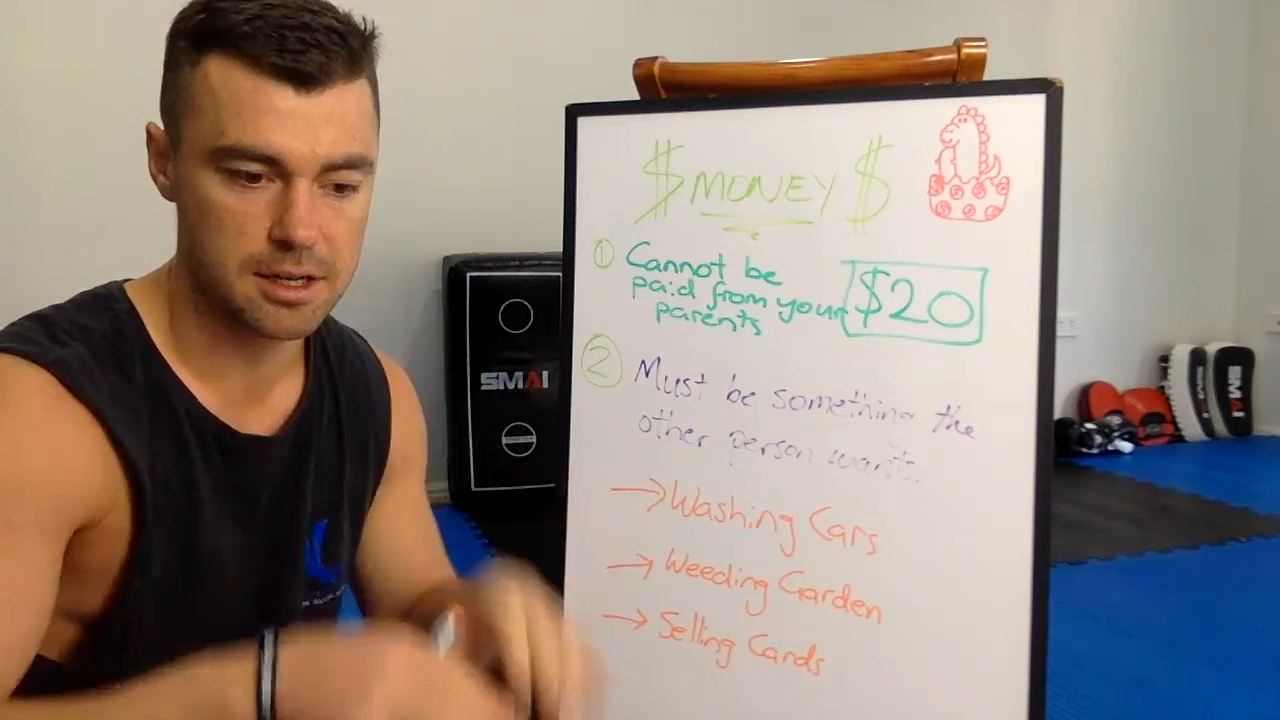 $ MONEY $
① Cannot be
paid from your
parents
$20
② Must be something the
other person wants.
→ Washing Cars
→ Weeding Garden
→ Selling Cards
SMAI
SMAI